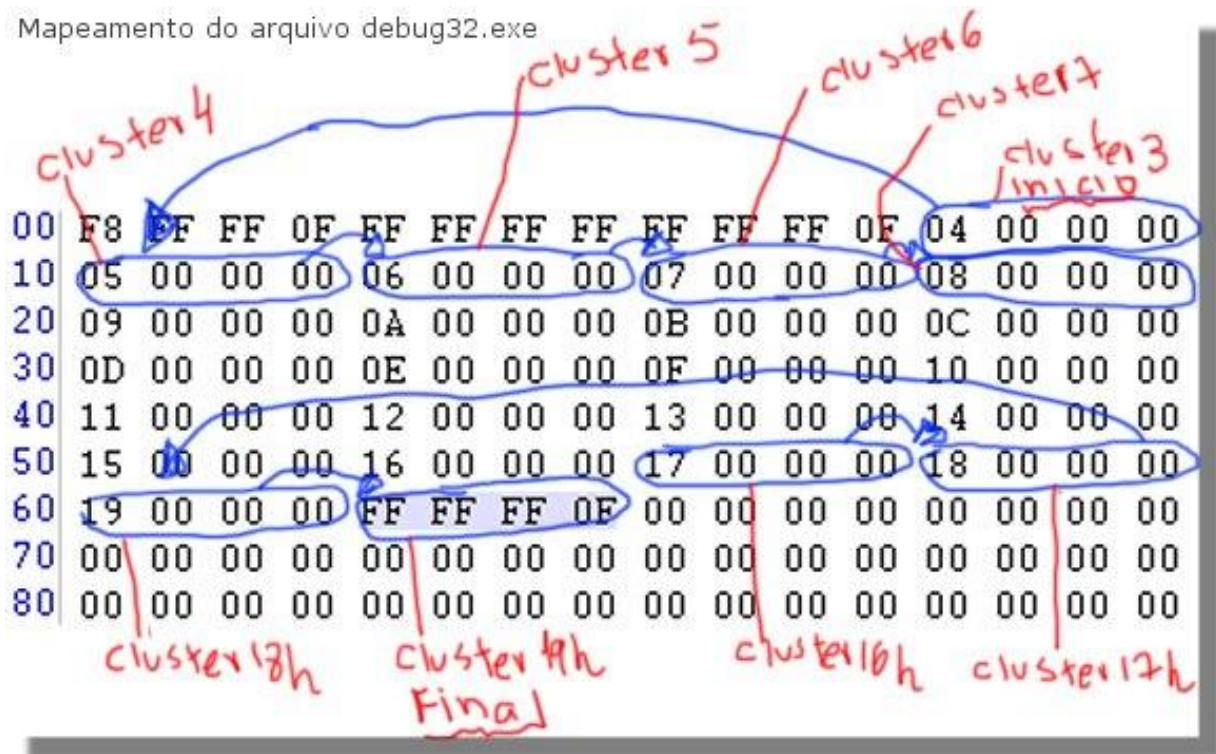 Mapeamento do arquivo debug32.exe
cluster 5
cluster6
cluster7
cluster 4
cluster3
inicio
00 F8 FF FF 0F FF FF FF FF FF FF FF 0F 04 00 00 00
10 05 00 00 00 06 00 00 00 07 00 00 00 08 00 00 00
20 09 00 00 00 0A 00 00 00 0B 00 00 00 0C 00 00 00
30 0D 00 00 00 0E 00 00 00 0F 00 00 00 10 00 00 00
40 11 00 00 00 12 00 00 00 13 00 00 00 14 00 00 00
50 15 00 00 00 16 00 00 00 17 00 00 00 18 00 00 00
60 19 00 00 00 FF FF FF 0F 00 00 00 00 00 00 00 00
70 00 00 00 00 00 00 00 00 00 00 00 00 00 00 00 00
80 00 00 00 00 00 00 00 00 00 00 00 00 00 00 00 00
cluster 18h
cluster 19h
Final
cluster 16h
cluster 17h